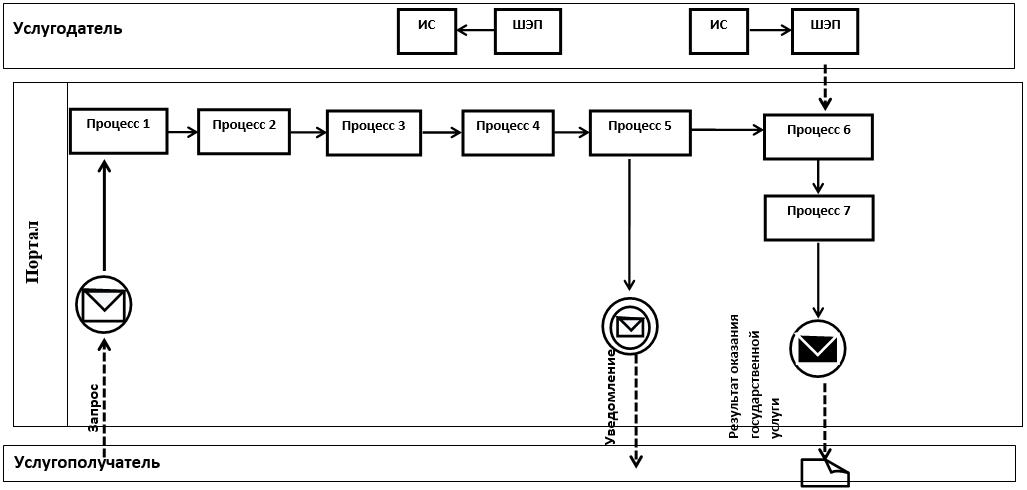 Услугодатель
ИС
ШЭП
ИС
ШЭП
Портал
Процесс 1
Процесс 2
Процесс 3
Процесс 4
Процесс 5
Процесс 6
Процесс 7
Запрос
Уведомление
Результат оказания
государственной
услуги
Услугополучатель